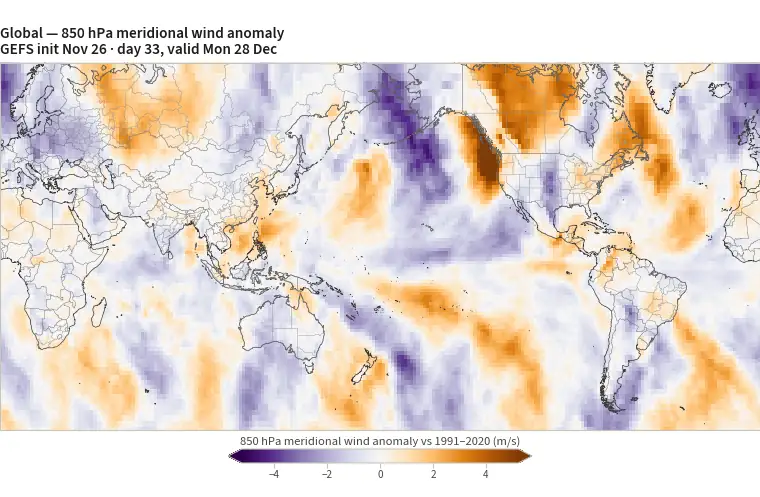 Global — 850 hPa meridional wind anomaly
GEFS init Nov 26 · day 33, valid Mon 28 Dec
850 hPa meridional wind anomaly vs 1991–2020 (m/s)
−4 −2 0 2 4